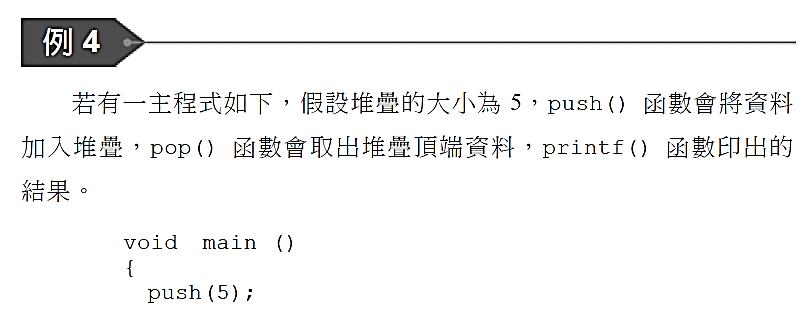 例 4
若有一主程式如下，假設堆疊的大小為 5，push() 函數會將資料
加入堆疊，pop() 函數會取出堆疊頂端資料，printf() 函數印出的
結果。
void main ()
{
push(5);